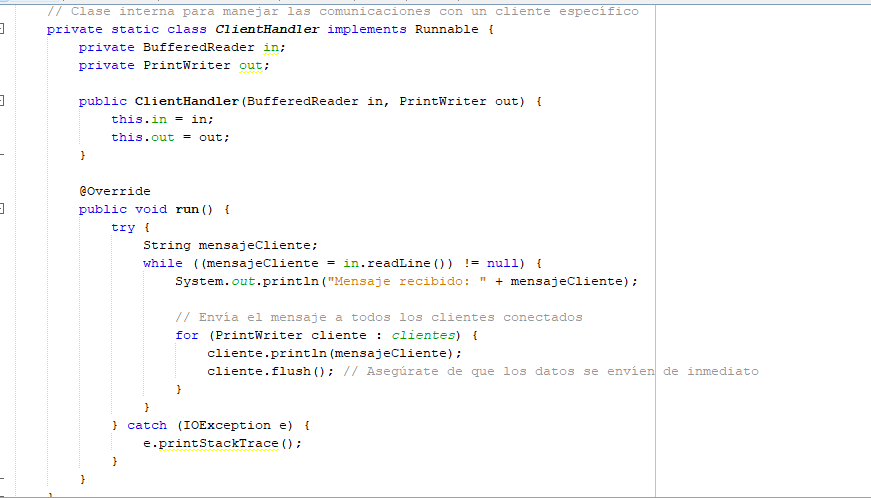 // Clase interna para manejar las comunicaciones con un cliente específico
private static class ClientHandler implements Runnable {
private BufferedReader in;
private PrintWriter out;
public ClientHandler(BufferedReader in, PrintWriter out) {
this.in = in;
this.out = out;
}
@Override
public void run() {
try {
String mensajeCliente;
while ((mensajeCliente = in.readLine()) != null) {
System.out.println("Mensaje recibido: " + mensajeCliente);
// Envía el mensaje a todos los clientes conectados
for (PrintWriter cliente : clientes) {
cliente.println(mensajeCliente);
cliente.flush(); // Asegúrate de que los datos se envíen de inmediato
}
}
} catch (IOException e) {
e.printStackTrace();
}
}
}